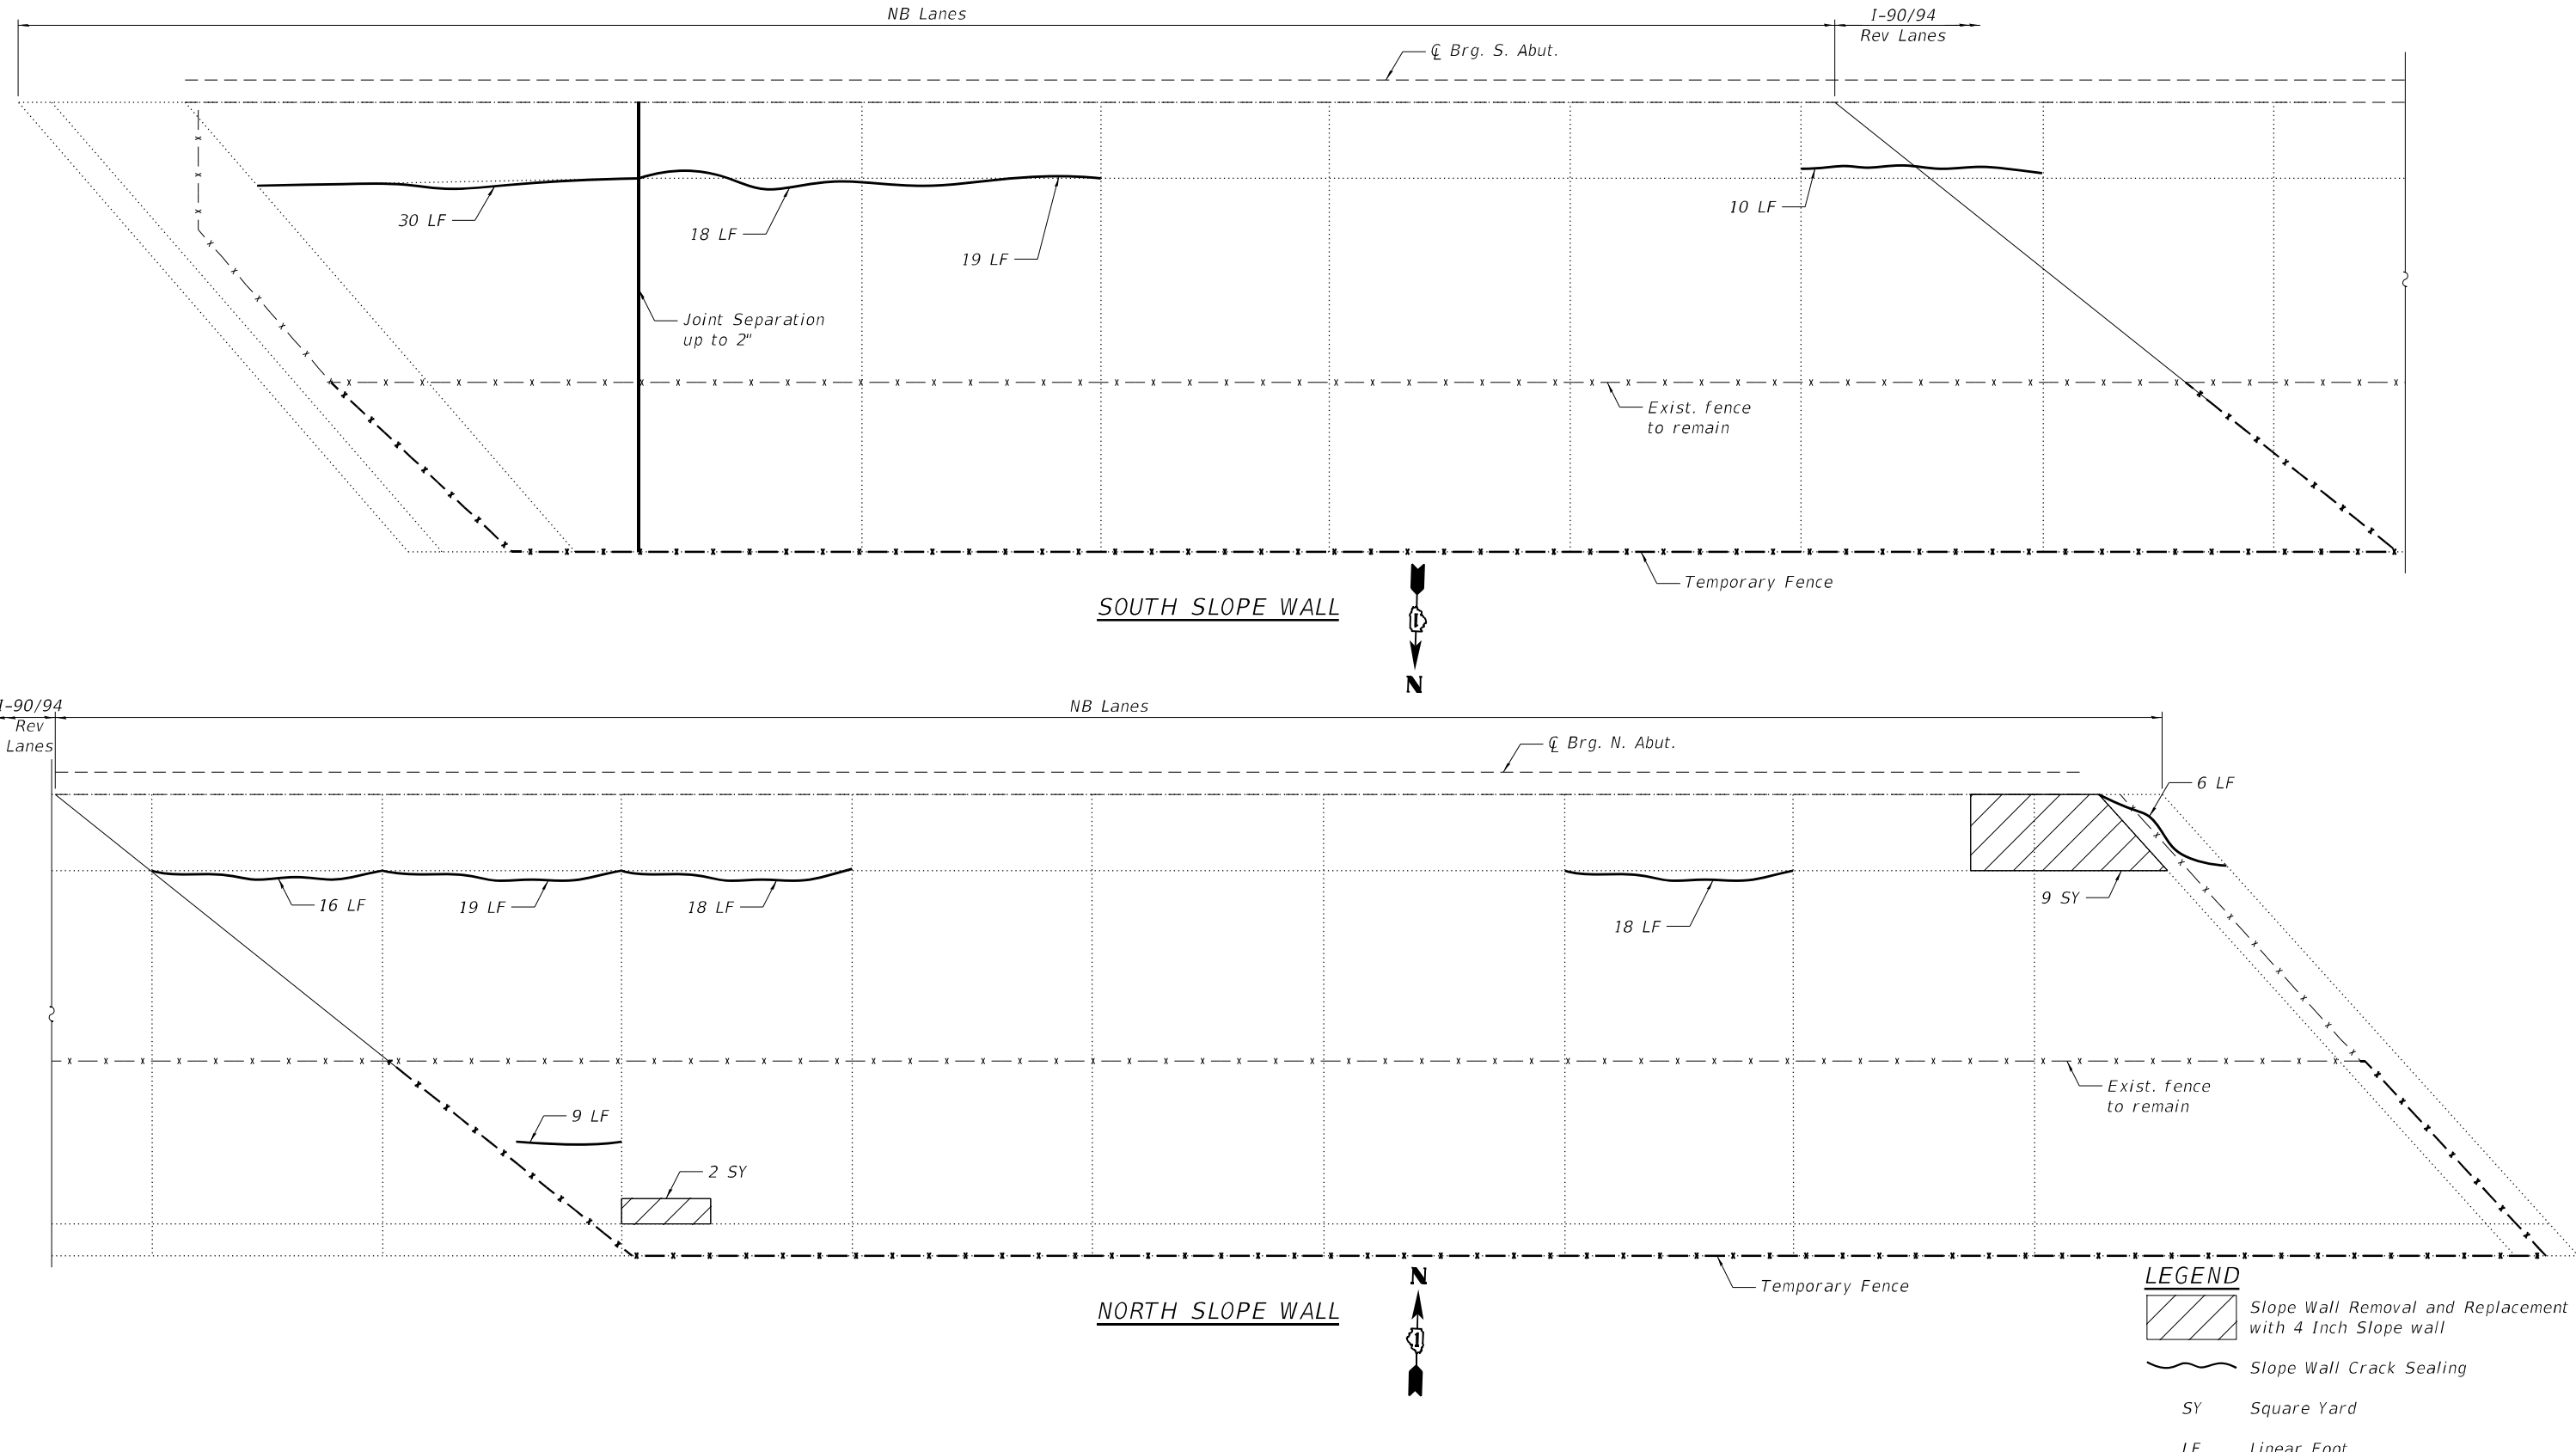 NB Lanes
I-90/94
Rev Lanes
℄ Brg. S. Abut.
30 LF
18 LF
19 LF
10 LF
Joint Separation
up to 2"
Exist. fence
to remain
Temporary Fence
SOUTH SLOPE WALL
N
I-90/94
Rev
Lanes
NB Lanes
℄ Brg. N. Abut.
6 LF
16 LF
19 LF
18 LF
18 LF
9 SY
Exist. fence
to remain
9 LF
2 SY
Temporary Fence
NORTH SLOPE WALL
N
1
LEGEND
Slope Wall Removal and Replacement
with 4 Inch Slope wall
Slope Wall Crack Sealing
SY Square Yard
LF Linear Foot